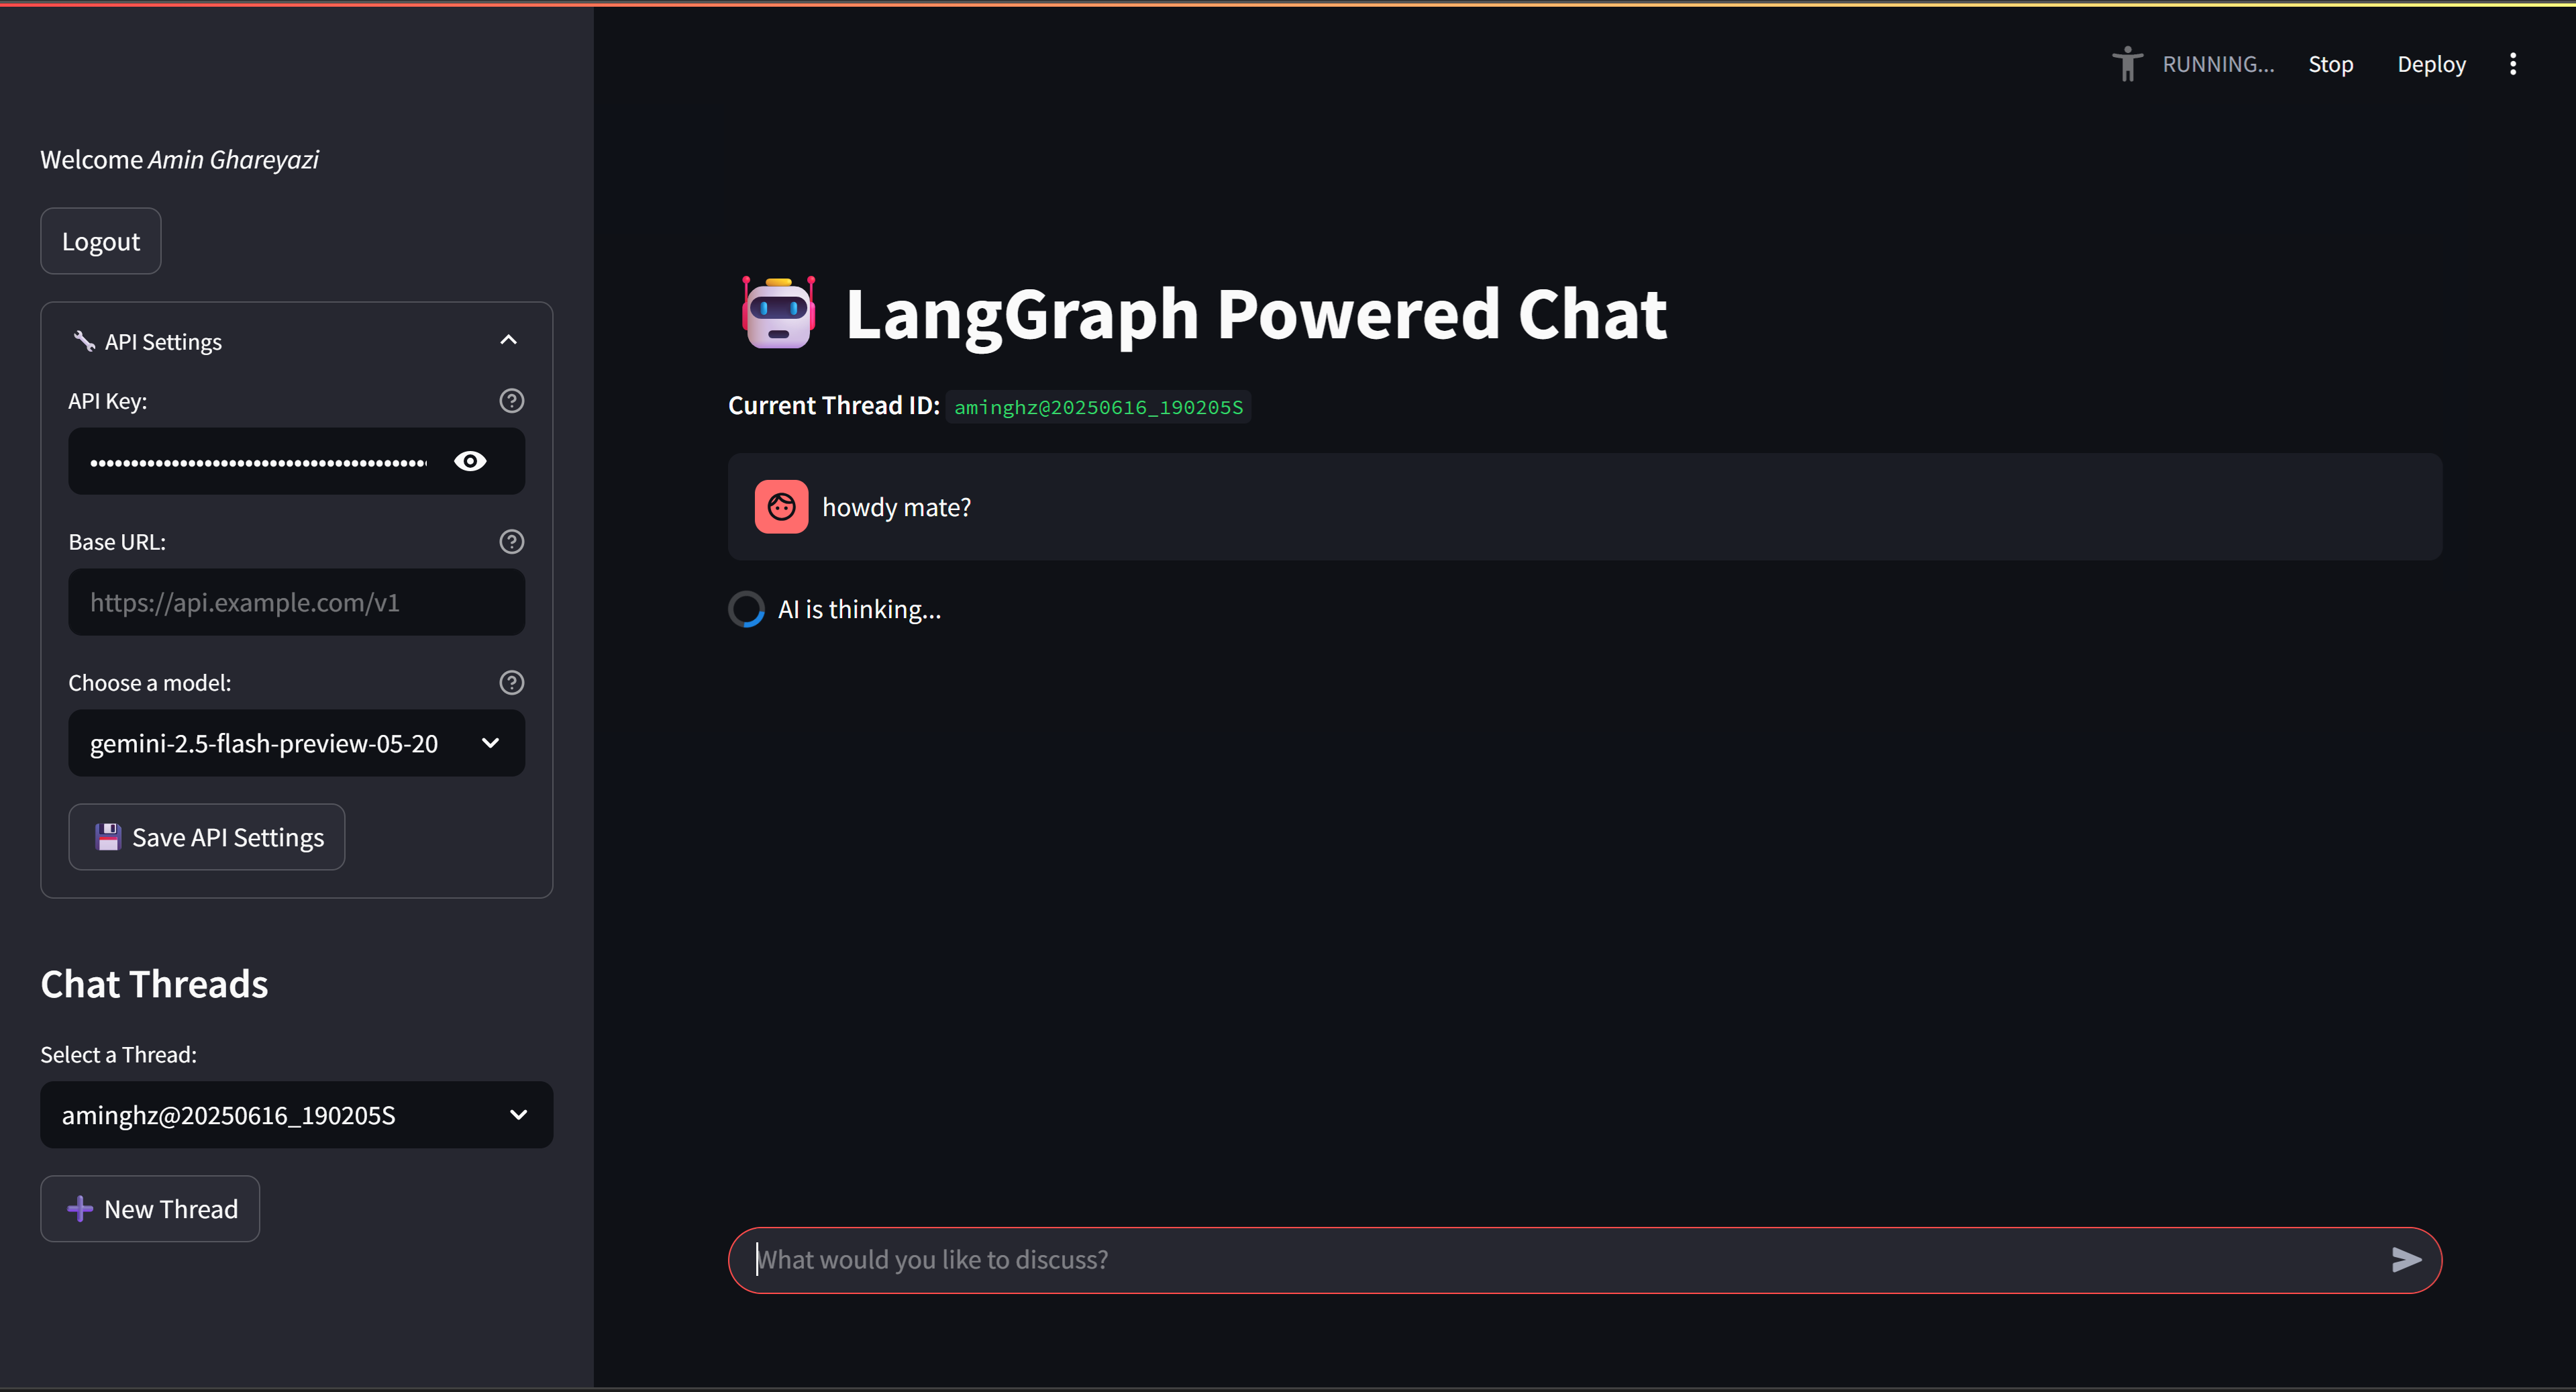 RUNNING...
Stop
Deploy
Welcome Amin Ghareyazi
Logout
API Settings
API Key:
Base URL:
https://api.example.com/v1
Choose a model:
gemini-2.5-flash-preview-05-20
Save API Settings
Chat Threads
Select a Thread:
aminghz@20250616_190205S
New Thread
LangGraph Powered Chat
Current Thread ID: aminghz@20250616_190205S
howdy mate?
AI is thinking...
What would you like to discuss?